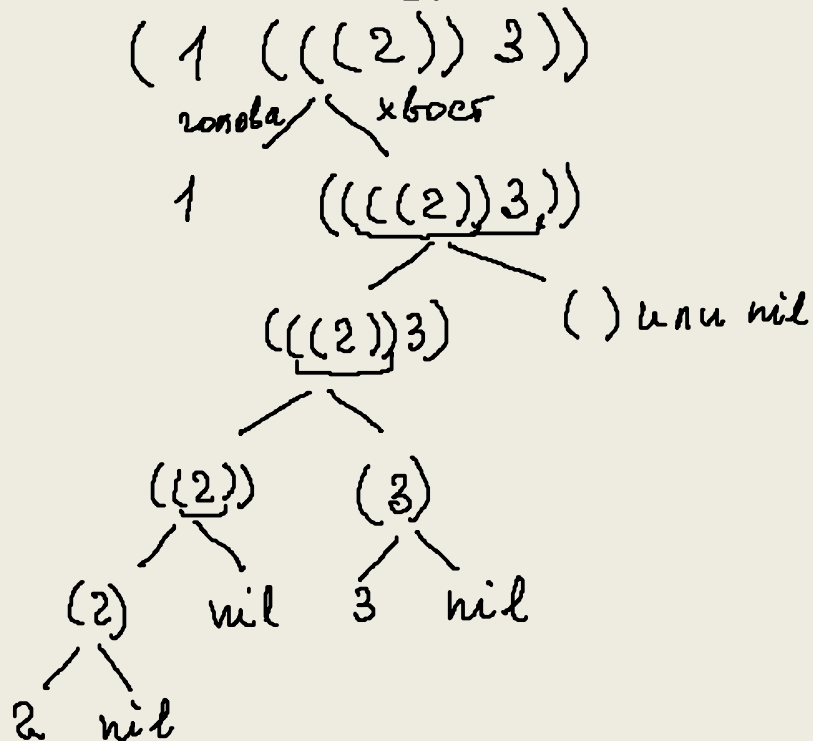 ( 1 (((2)) 3))
голова хвост
1 ((((2))3))
(((2))3) ( ) или nil
((2)) (3)
(2) nil 3 nil
2 nil